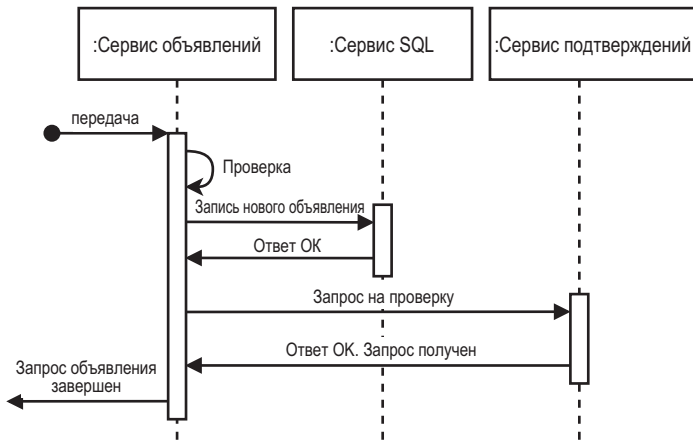 :Сервис объявлений
:Сервис SQL
:Сервис подтверждений
передача
Проверка
Запись нового объявления
Ответ ОК
Запрос на проверку
Ответ ОК. Запрос получен
Запрос объявления
завершен